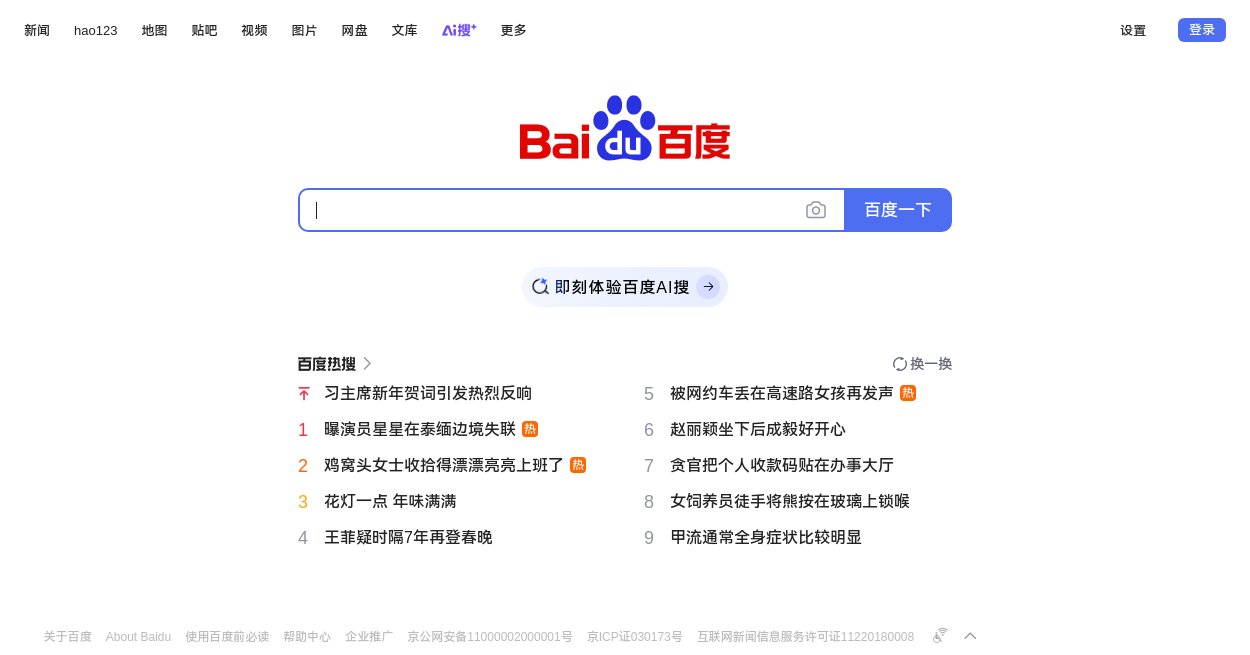 新闻 hao123 地图 贴吧 视频 图片 网盘 文库 Ai搜+ 更多 设置 登录
Baidu百度
百度一下
即刻体验百度AI搜
百度热搜 换一换
习主席新年贺词引发热烈反响
1 曝演员星星在泰缅边境失联 热
2 鸡窝头女士收拾得漂漂亮亮上班了 热
3 花灯一点 年味满满
4 王菲疑时隔7年再登春晚
5 被网约车丢在高速路女孩再发声 热
6 赵丽颖坐下后成毅好开心
7 贪官把个人收款码贴在办事大厅
8 女饲养员徒手将熊按在玻璃上锁喉
9 甲流通常全身症状比较明显
关于百度 About Baidu 使用百度前必读 帮助中心 企业推广 京公网安备11000002000001号 京ICP证030173号 互联网新闻信息服务许可证11220180008